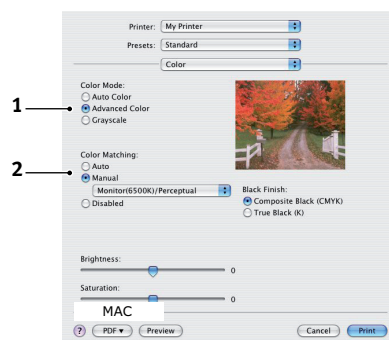 Printer: My Printer
Presets: Standard
Color
Color Mode:
Auto Color
1 Advanced Color
Grayscale
Color Matching:
Auto
2 Manual
Monitor(6500K)/Perceptual
Disabled
Black Finish:
Composite Black (CMYK)
True Black (K)
Brightness:
0
Saturation:
0
MAC
? PDF ▾ Preview Cancel Print